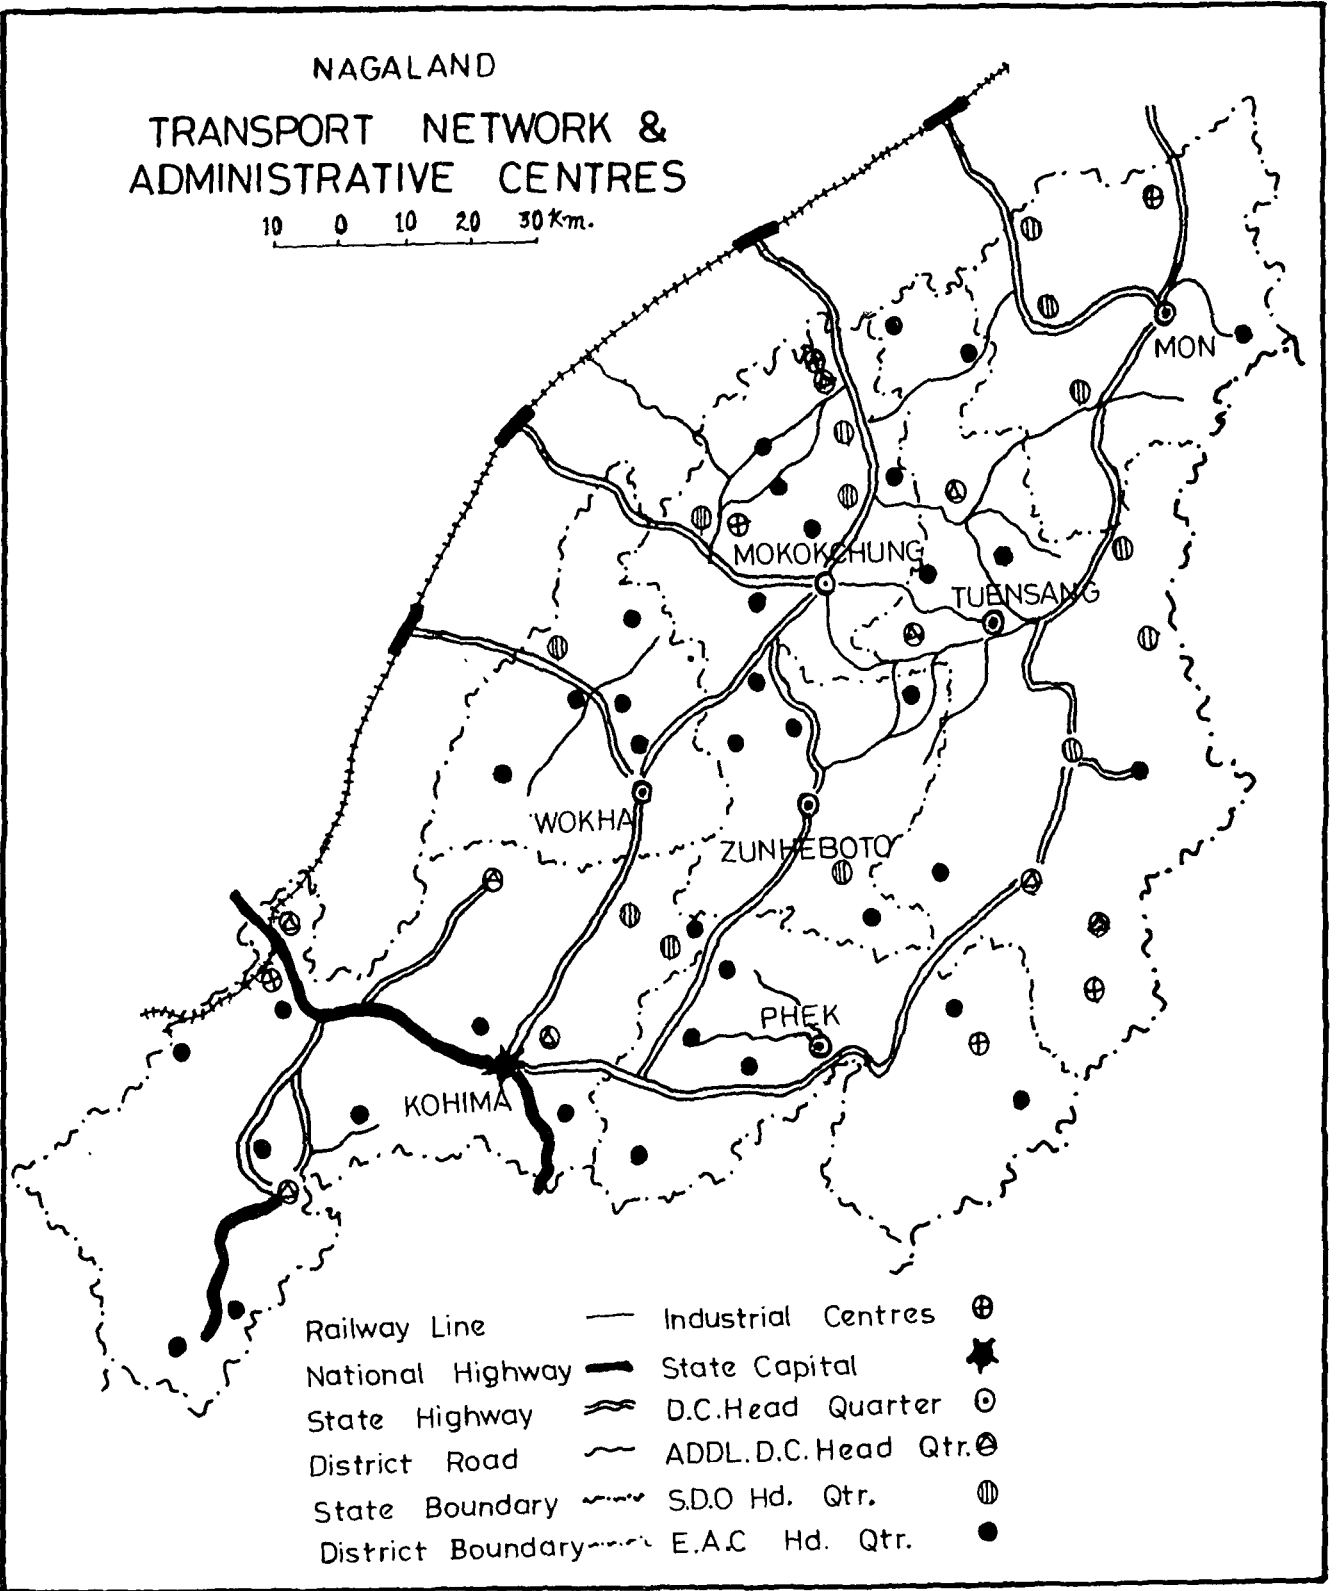 NAGALAND
TRANSPORT NETWORK &
ADMINISTRATIVE CENTRES
10 0 10 20 30 Km.
MON
MOKOKCHUNG
TUENSANG
WOKHA
ZUNHEBOTO
PHEK
KOHIMA
Railway Line
National Highway
State Highway
District Road
State Boundary
District Boundary
Industrial Centres
State Capital
D.C.Head Quarter
ADDL.D.C.Head Qtr.
S.D.O Hd. Qtr.
E.A.C Hd. Qtr.